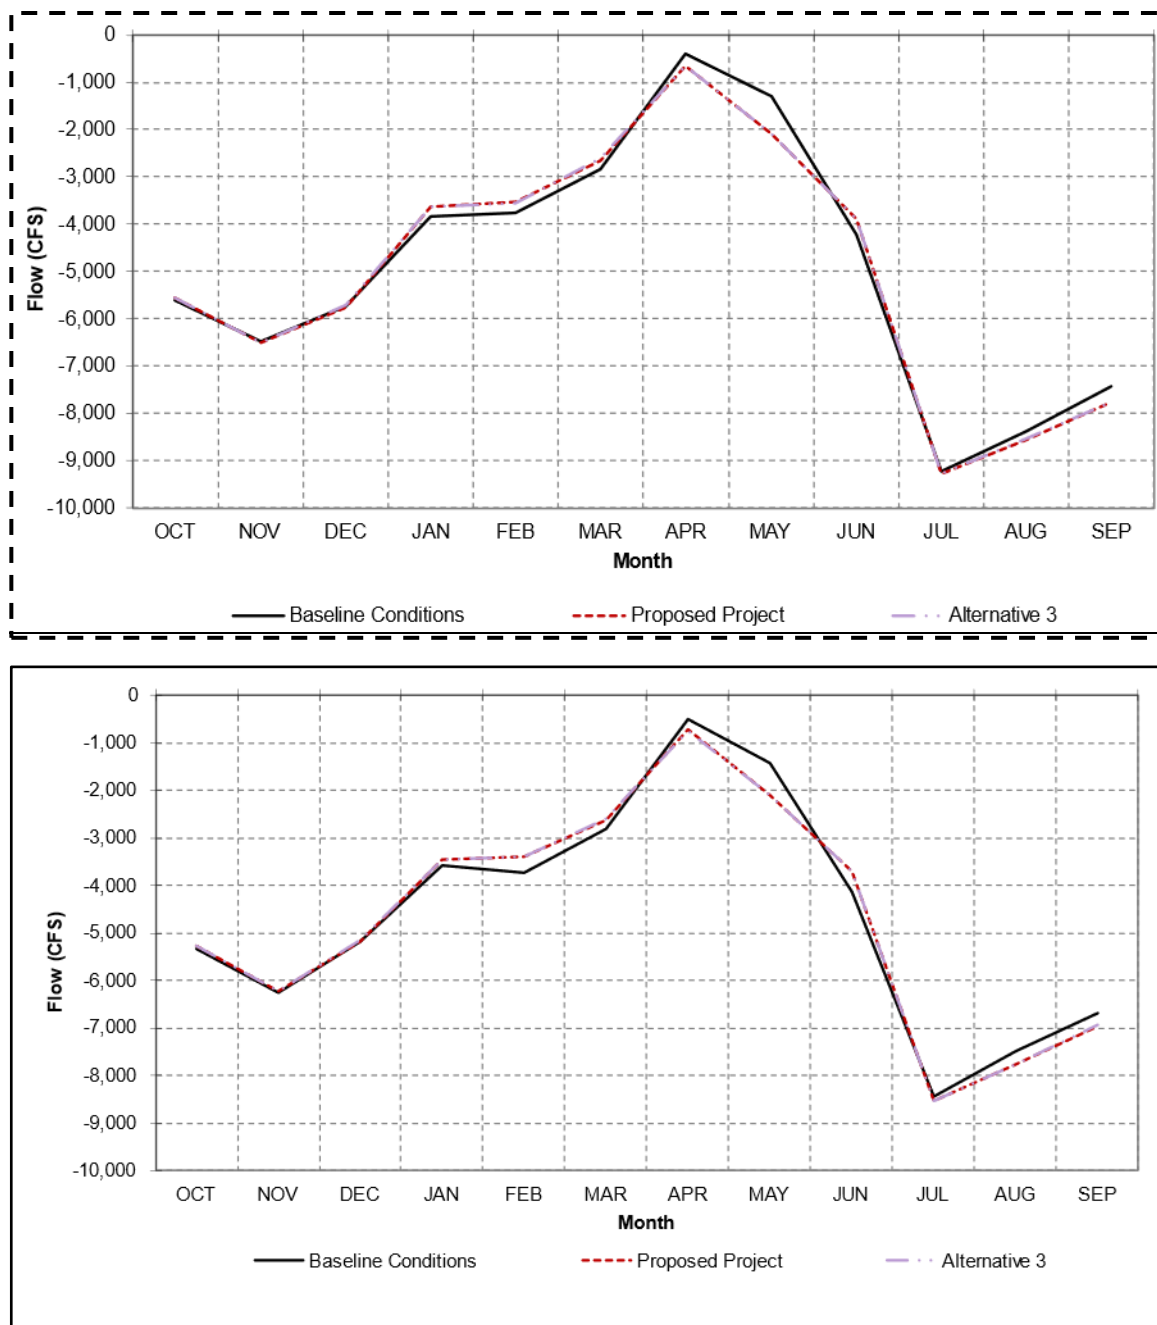 0
-1,000
-2,000
-3,000
-4,000
-5,000
-6,000
-7,000
-8,000
-9,000
-10,000
Flow (CFS)
OCT NOV DEC JAN FEB MAR APR MAY JUN JUL AUG SEP
Month
Baseline Conditions Proposed Project Alternative 3
0
-1,000
-2,000
-3,000
-4,000
-5,000
-6,000
-7,000
-8,000
-9,000
-10,000
Flow (CFS)
OCT NOV DEC JAN FEB MAR APR MAY JUN JUL AUG SEP
Month
Baseline Conditions Proposed Project Alternative 3